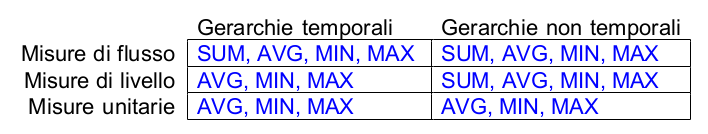 Gerarchie temporali Gerarchie non temporali
Misure di flusso SUM, AVG, MIN, MAX SUM, AVG, MIN, MAX
Misure di livello AVG, MIN, MAX SUM, AVG, MIN, MAX
Misure unitarie AVG, MIN, MAX AVG, MIN, MAX